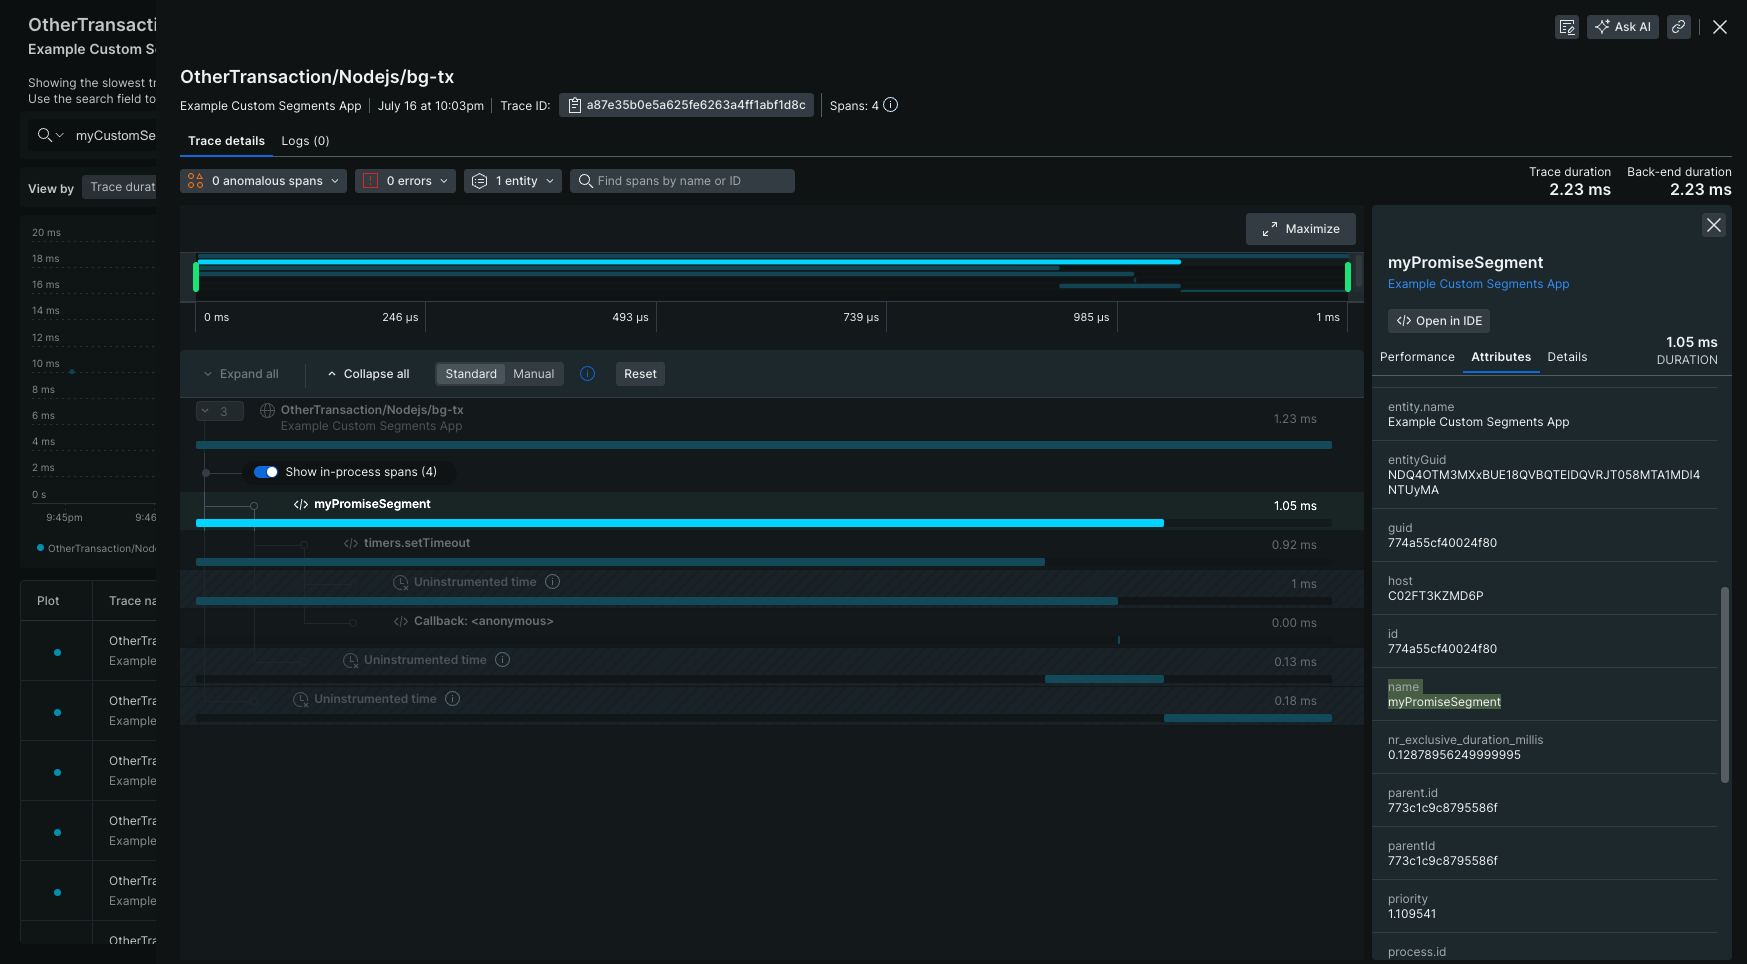 OtherTransacti
Example Custom S
Showing the slowest tr
Use the search field to
myCustomSe
View by
Trace durat
20 ms
18 ms
16 ms
14 ms
12 ms
10 ms
8 ms
6 ms
4 ms
2 ms
0 s
9:45pm
9:46
OtherTransaction/Node
Plot
Trace na
OtherTra
Example
OtherTra
Example
OtherTra
Example
OtherTra
Example
OtherTra
Example
OtherTra
Ask AI
OtherTransaction/Nodejs/bg-tx
Example Custom Segments App
July 16 at 10:03pm
Trace ID:
a87e35b0e5a625fe6263a4ff1abf1d8c
Spans: 4
Trace details
Logs (0)
0 anomalous spans
0 errors
1 entity
Find spans by name or ID
Trace duration
2.23 ms
Back-end duration
2.23 ms
Maximize
0 ms
246 µs
493 µs
739 µs
985 µs
1 ms
Expand all
Collapse all
Standard
Manual
Reset
3
OtherTransaction/Nodejs/bg-tx
Example Custom Segments App
1.23 ms
Show in-process spans (4)
myPromiseSegment
1.05 ms
timers.setTimeout
0.92 ms
Uninstrumented time
1 ms
Callback: <anonymous>
0.00 ms
Uninstrumented time
0.13 ms
Uninstrumented time
0.18 ms
myPromiseSegment
Example Custom Segments App
Open in IDE
1.05 ms
DURATION
Performance
Attributes
Details
entity.name
Example Custom Segments App
entityGuid
NDQ4OTM3MXxBUE18QVBQTElDQVRJT058MTA1MDI4
NTUyMA
guid
774a55cf40024f80
host
C02FT3KZMD6P
id
774a55cf40024f80
name
myPromiseSegment
nr_exclusive_duration_millis
0.12878956249999995
parent.id
773c1c9c8795586f
parentId
773c1c9c8795586f
priority
1.109541
process.id